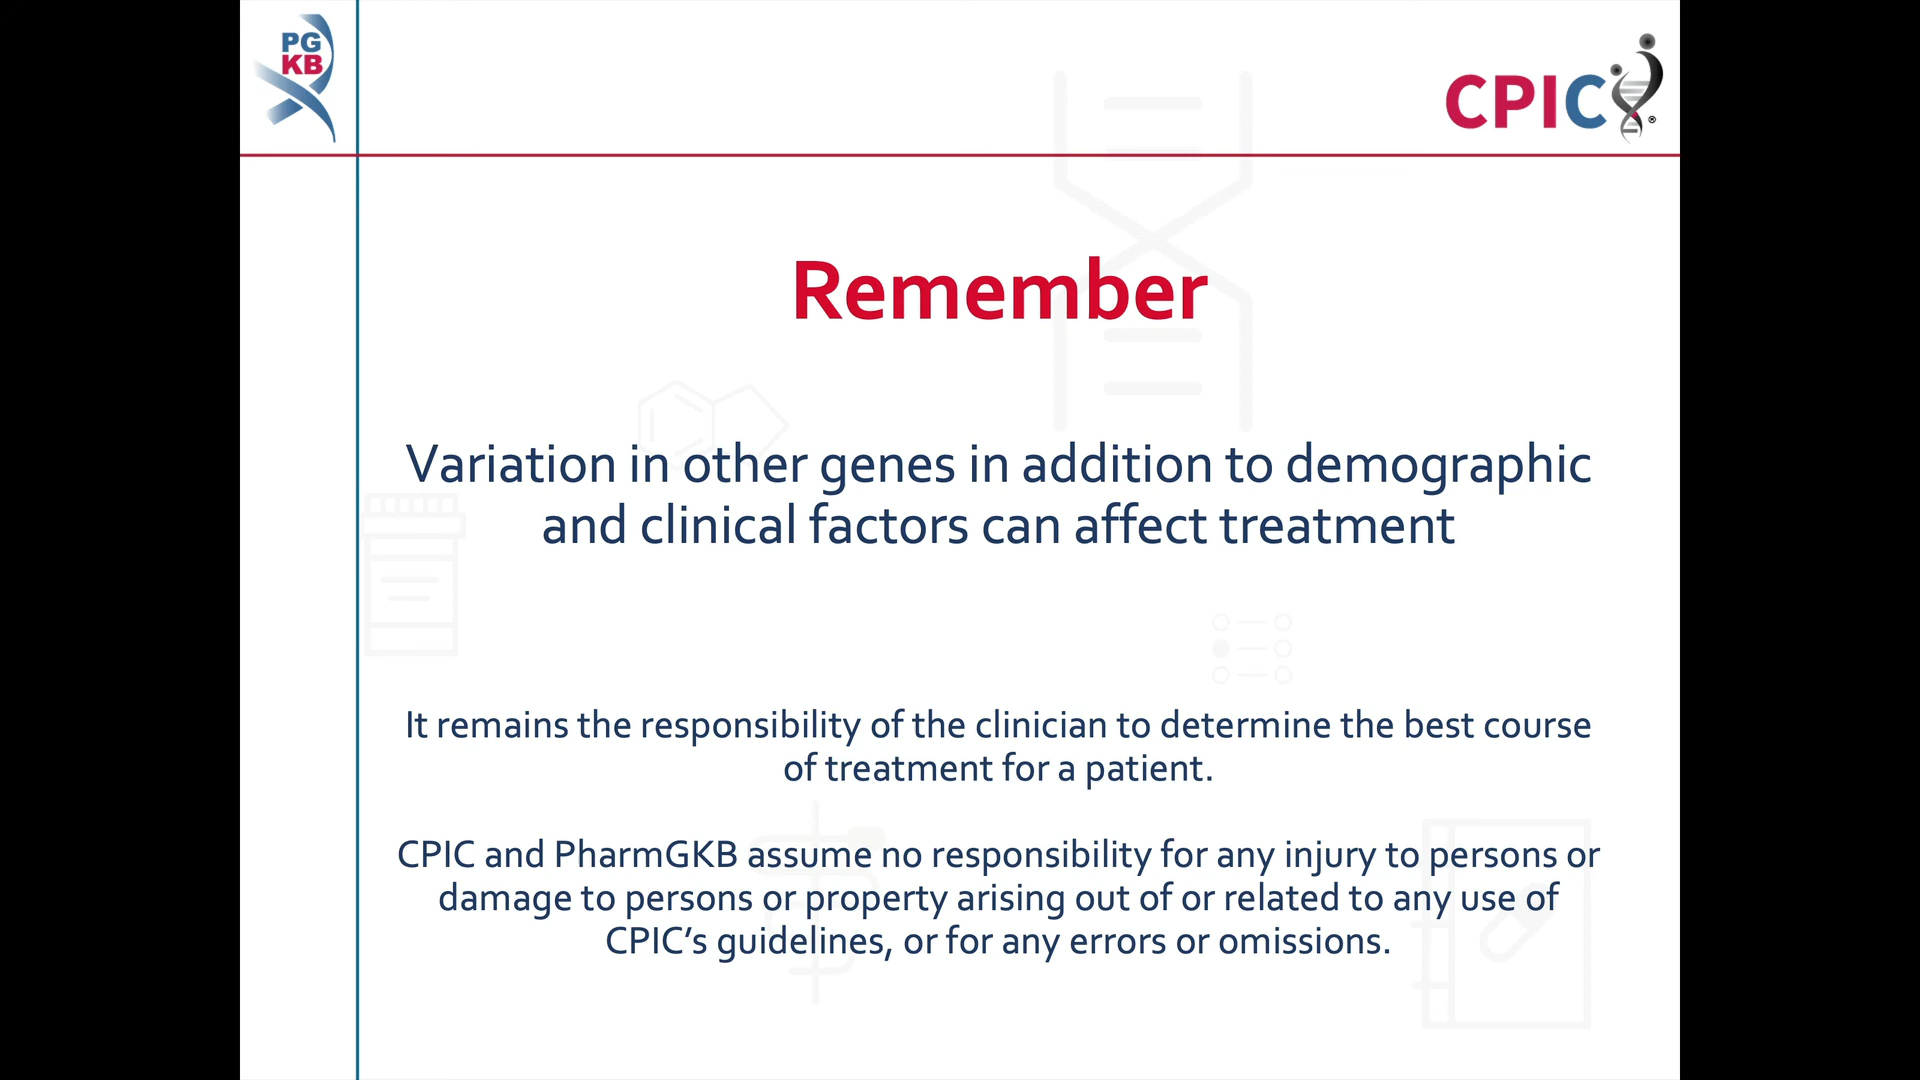 PG
KB
CPIC®
Remember
Variation in other genes in addition to demographic
and clinical factors can affect treatment
It remains the responsibility of the clinician to determine the best course
of treatment for a patient.
CPIC and PharmGKB assume no responsibility for any injury to persons or
damage to persons or property arising out of or related to any use of
CPIC’s guidelines, or for any errors or omissions.